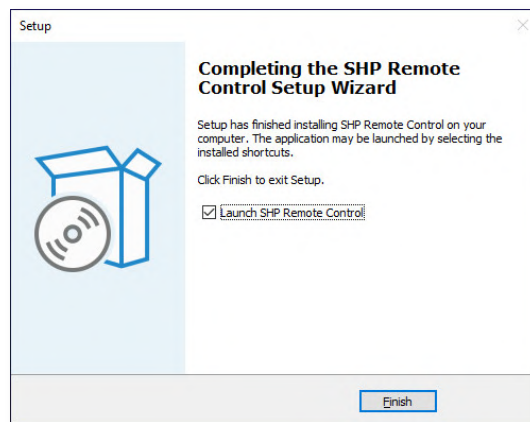 Setup
Completing the SHP Remote
Control Setup Wizard
Setup has finished installing SHP Remote Control on your
computer. The application may be launched by selecting the
installed shortcuts.
Click Finish to exit Setup.
Launch SHP Remote Control
Finish